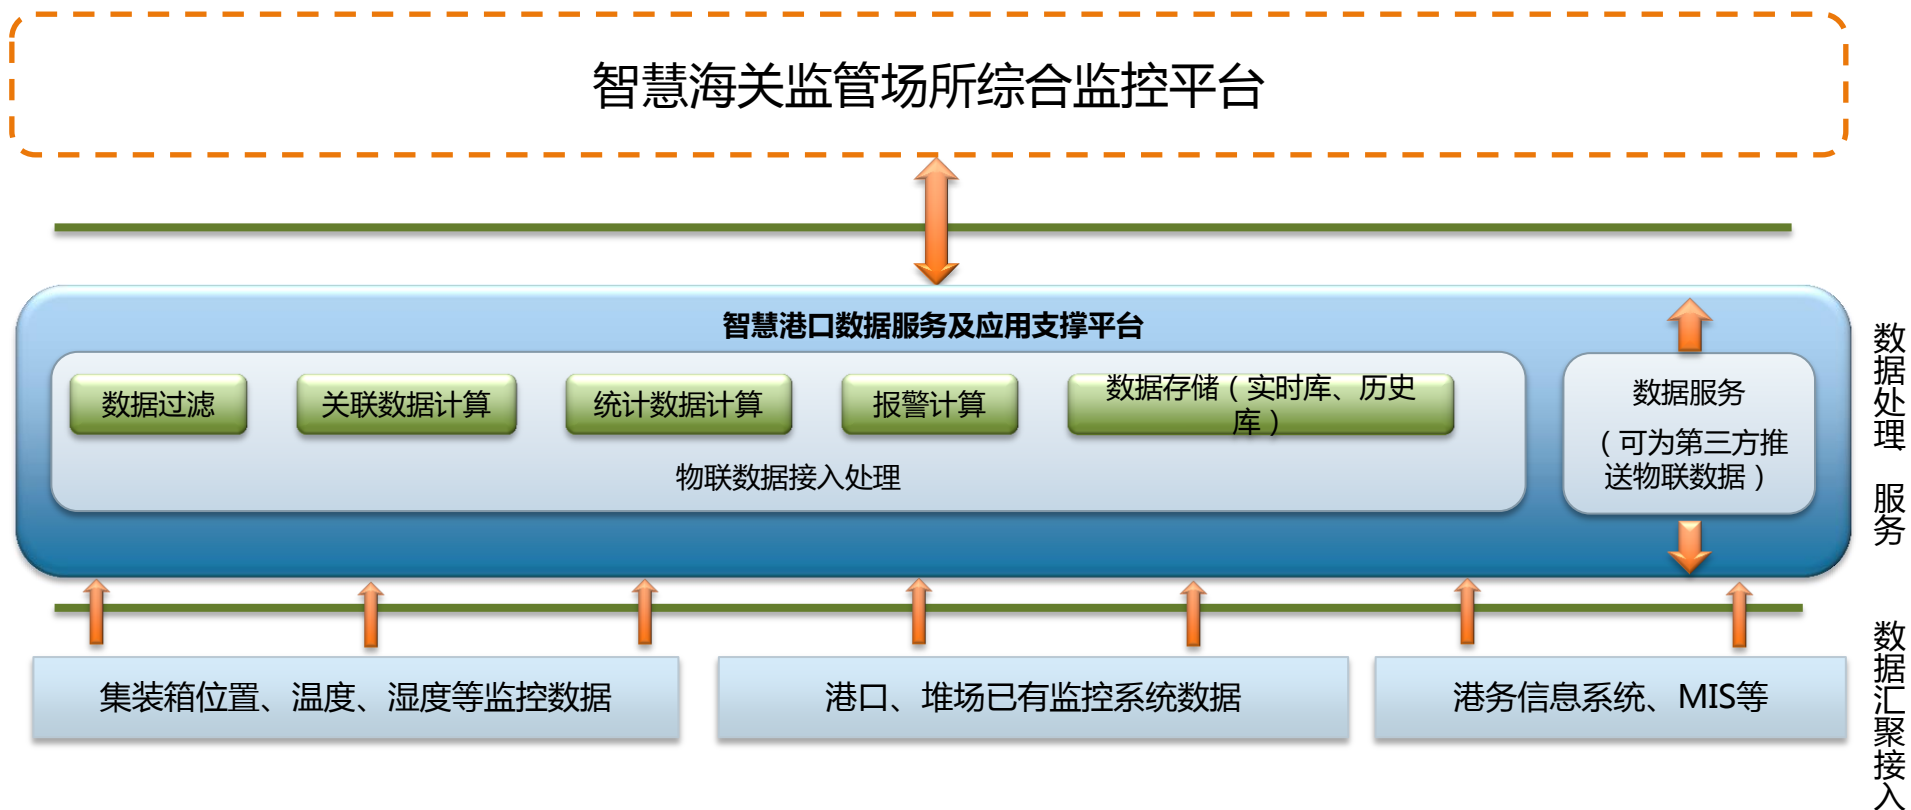 智慧海关监管场所综合监控平台
智慧港口数据服务及应用支撑平台
数据过滤
关联数据计算
统计数据计算
报警计算
数据存储（实时库、历史
库）
物联数据接入处理
数据服务
（可为第三方推
送物联数据）
数据处理 服务
集装箱位置、温度、湿度等监控数据
港口、堆场已有监控系统数据
港务信息系统、MIS等
数据汇聚接入